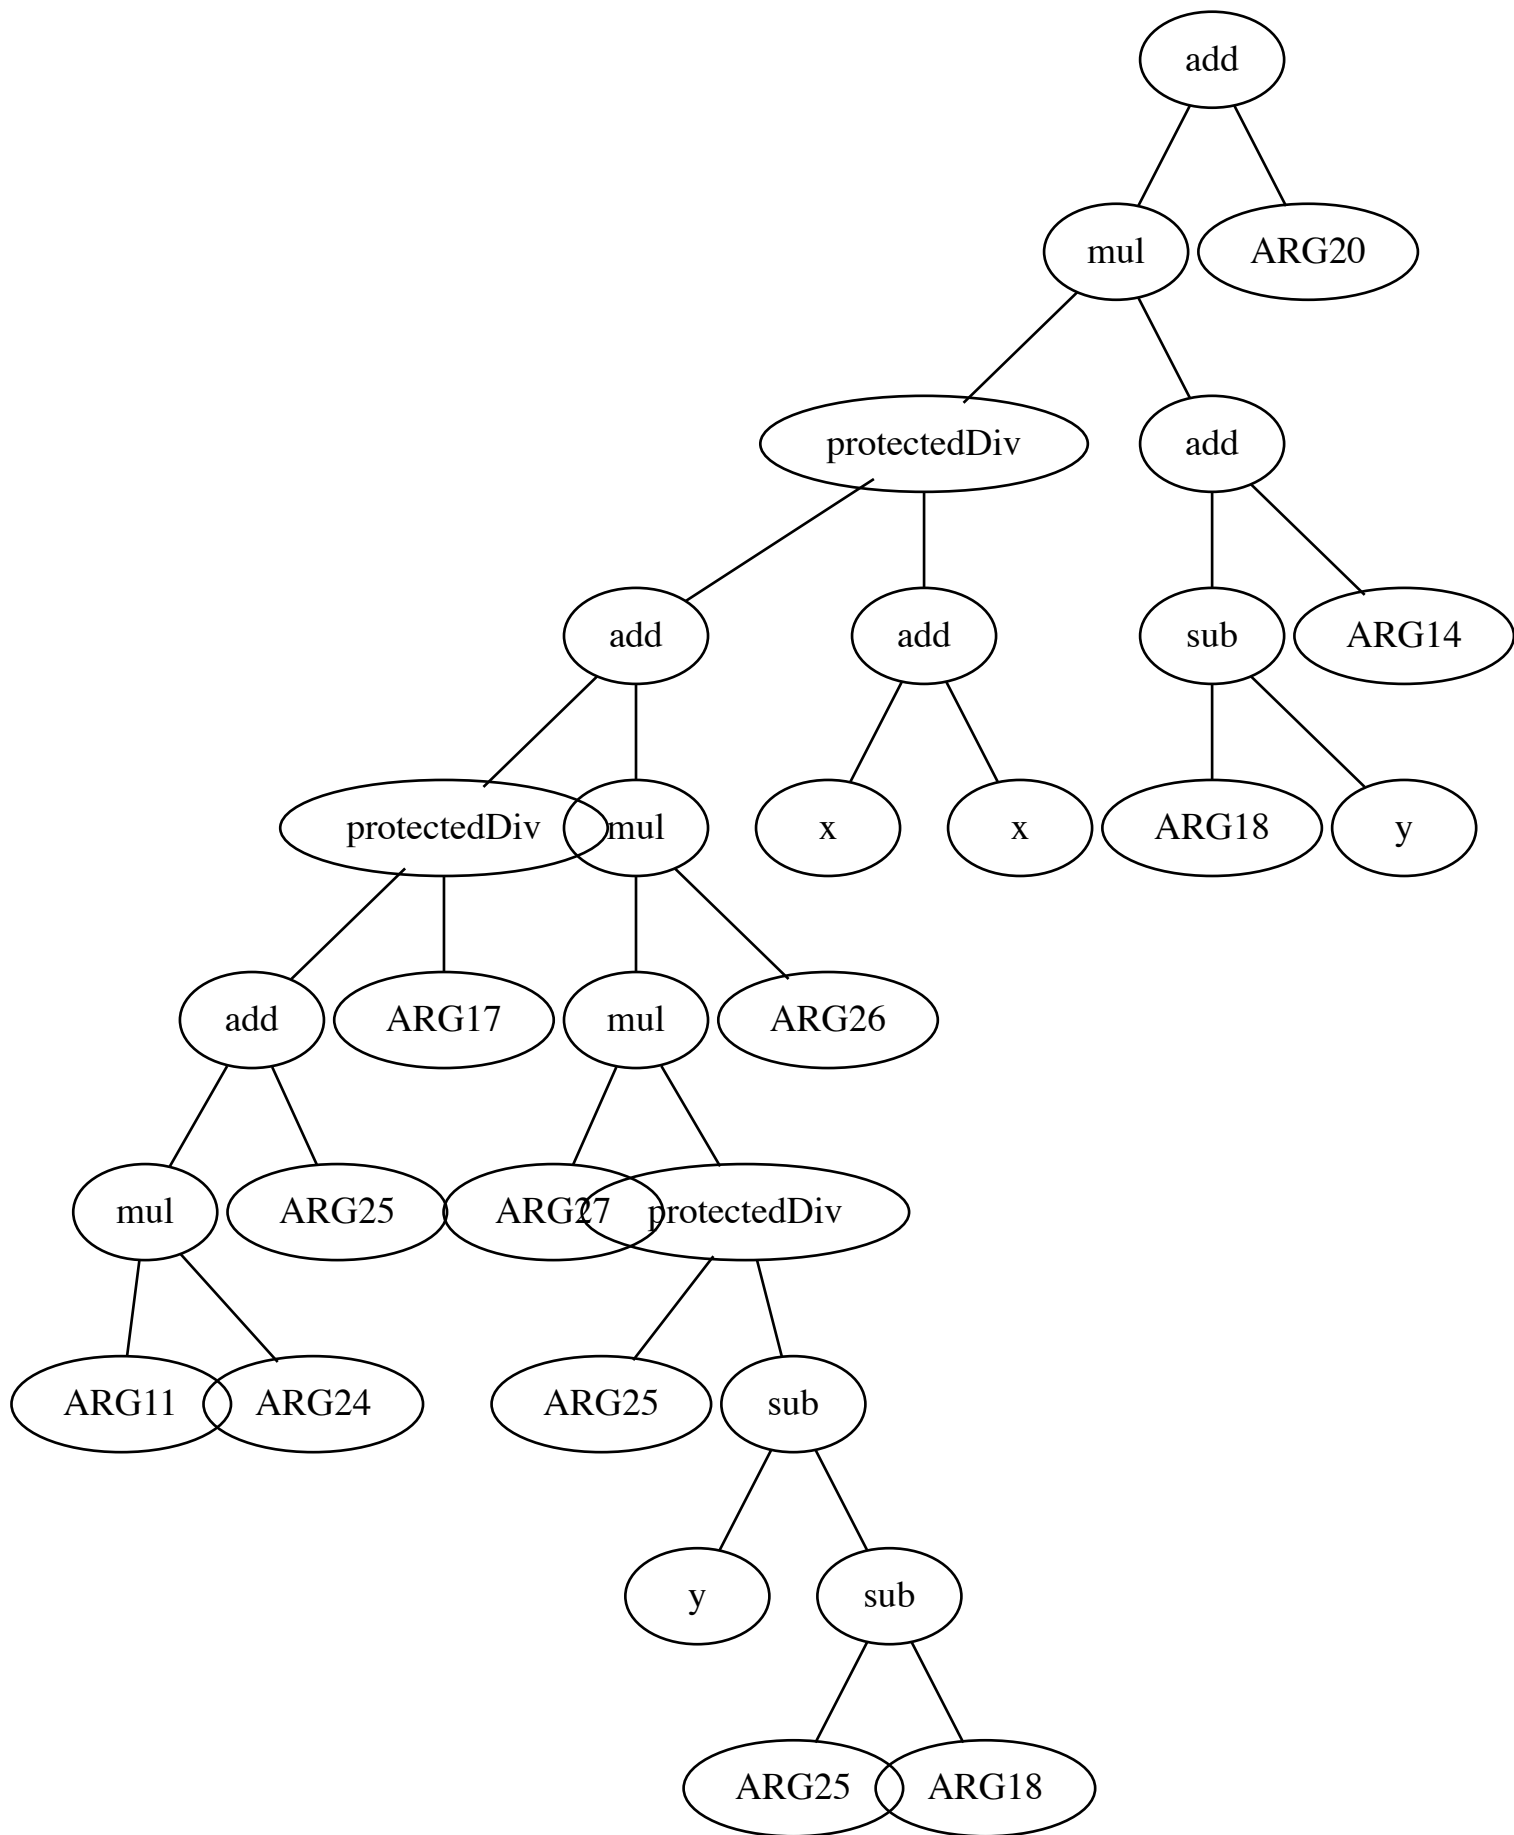 add
mul ARG20
protectedDiv add
add add sub ARG14
protectedDiv mul x x ARG18 y
add ARG17 mul ARG26
mul ARG25 ARG27 protectedDiv
ARG11 ARG24 ARG25 sub
y sub
ARG25 ARG18